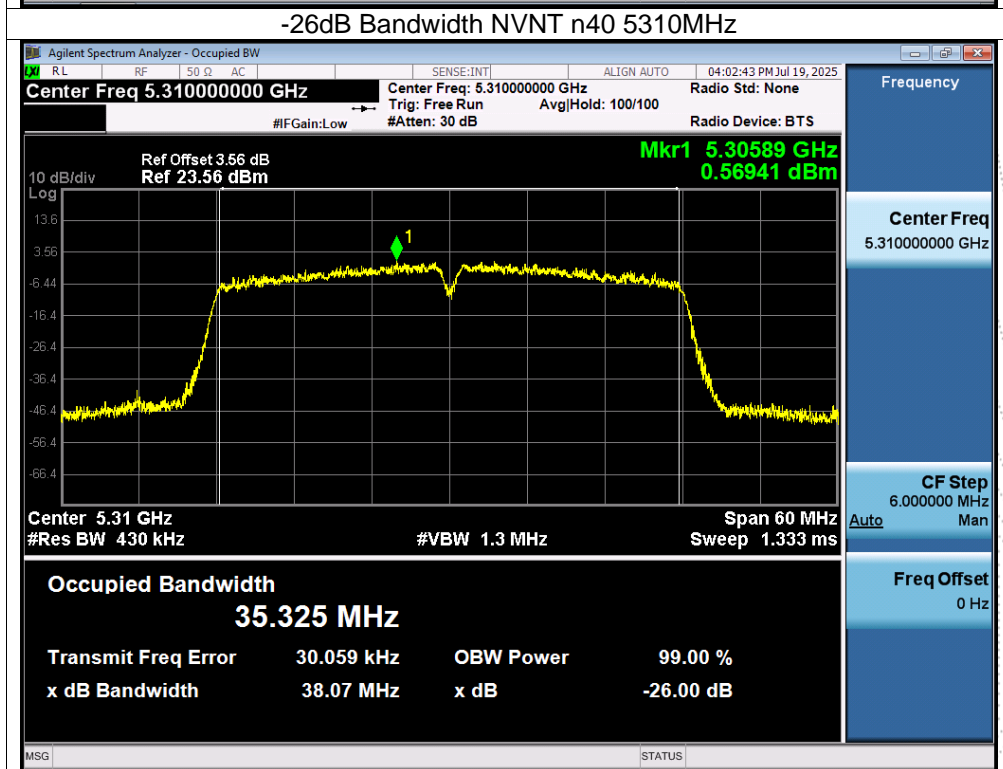 -26dB Bandwidth NVNT n40 5310MHz
Agilent Spectrum Analyzer - Occupied BW
LXI RL RF 50 Ω AC SENSE:INT ALIGN AUTO 04:02:43 PM Jul 19, 2025
Center Freq 5.310000000 GHz
Center Freq: 5.310000000 GHz
Radio Std: None
Trig: Free Run Avg|Hold: 100/100
#IFGain:Low #Atten: 30 dB Radio Device: BTS
Frequency
Mkr1 5.30589 GHz
0.56941 dBm
Ref Offset 3.56 dB
10 dB/div Ref 23.56 dBm
Log
13.6
3.56
-6.44
-16.4
-26.4
-36.4
-46.4
-56.4
-66.4
1
Center Freq
5.310000000 GHz
Center 5.31 GHz Span 60 MHz
#Res BW 430 kHz #VBW 1.3 MHz Sweep 1.333 ms
CF Step
6.000000 MHz
Auto Man
Freq Offset
0 Hz
Occupied Bandwidth
35.325 MHz
Transmit Freq Error 30.059 kHz OBW Power 99.00 %
x dB Bandwidth 38.07 MHz x dB -26.00 dB
MSG STATUS